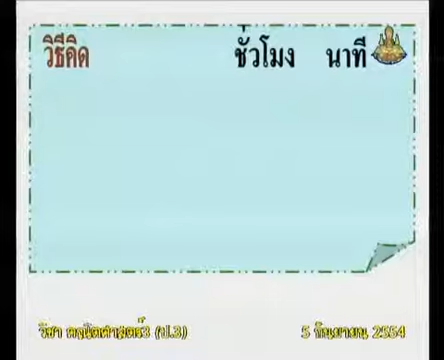 วิธีคิด ชั่วโมง นาที
วิชา คณิตศาสตร์3 (ป.3) 5 กันยายน 2554